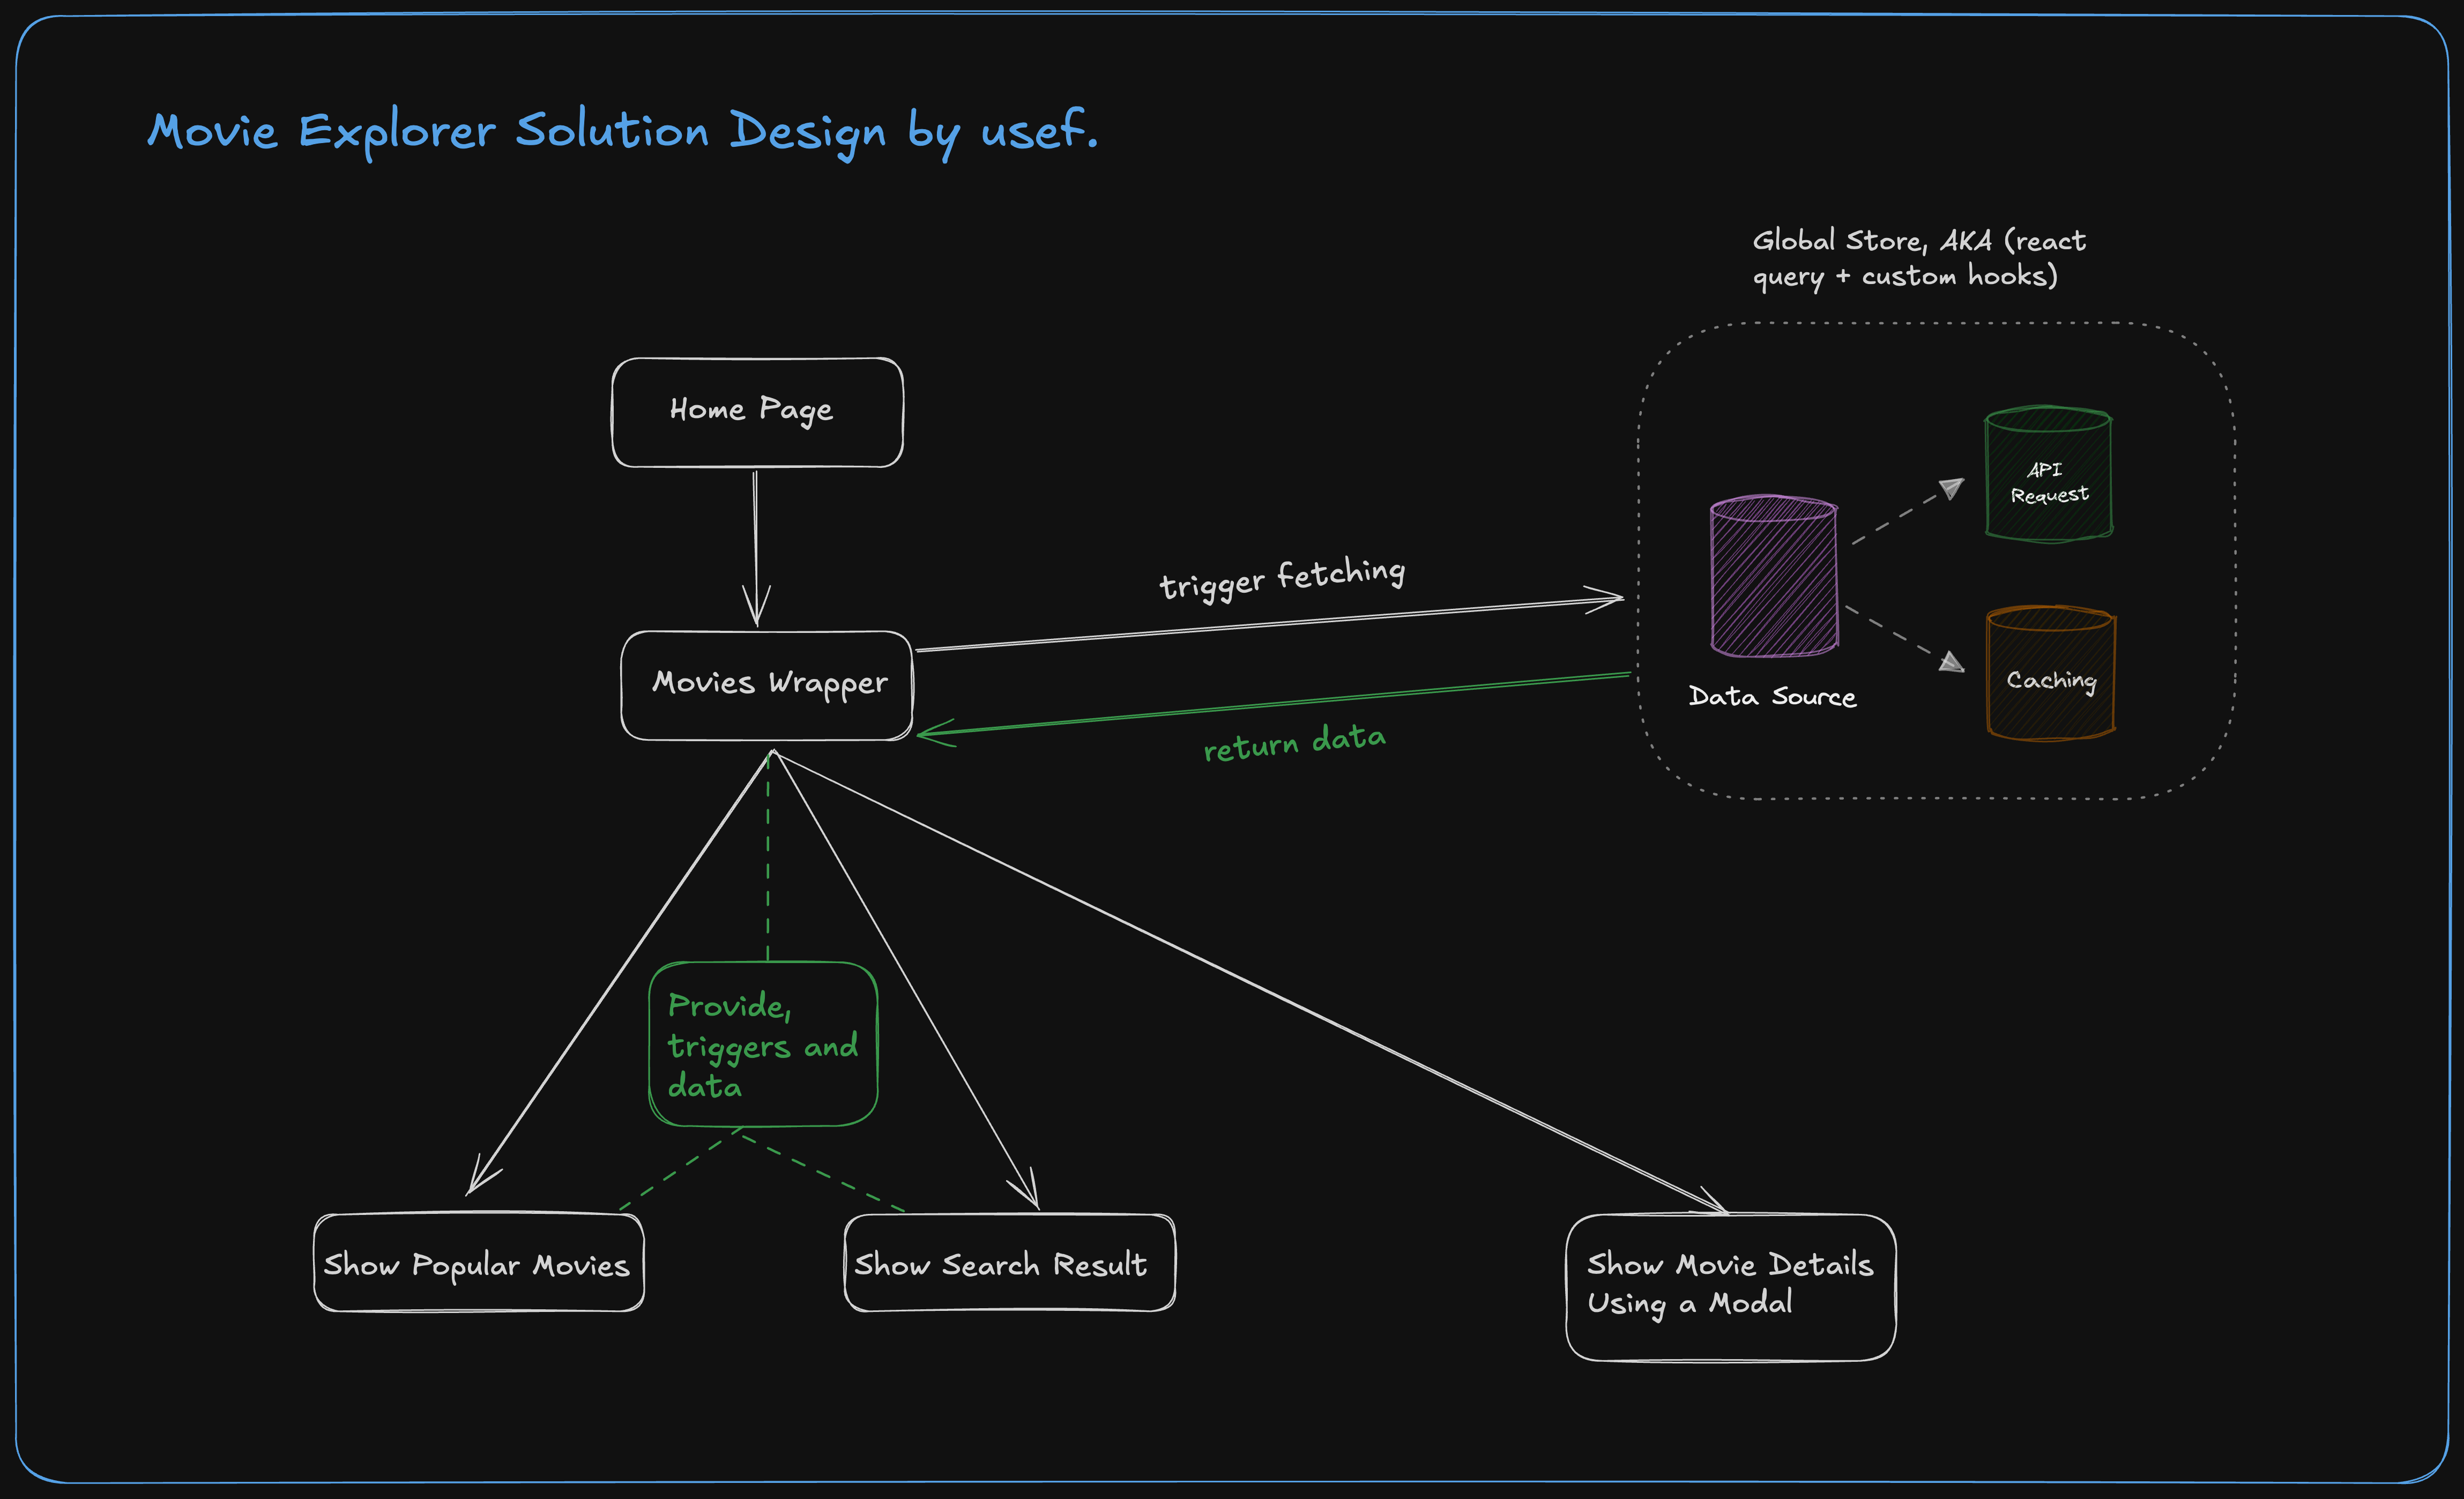 Movie Explorer Solution Design by usef.
Global Store, AKA (react
query + custom hooks)
Home Page
API
Request
trigger fetching
Movies Wrapper
Caching
Data Source
return data
Provide,
triggers and
data
Show Popular Movies
Show Search Result
Show Movie Details
Using a Modal